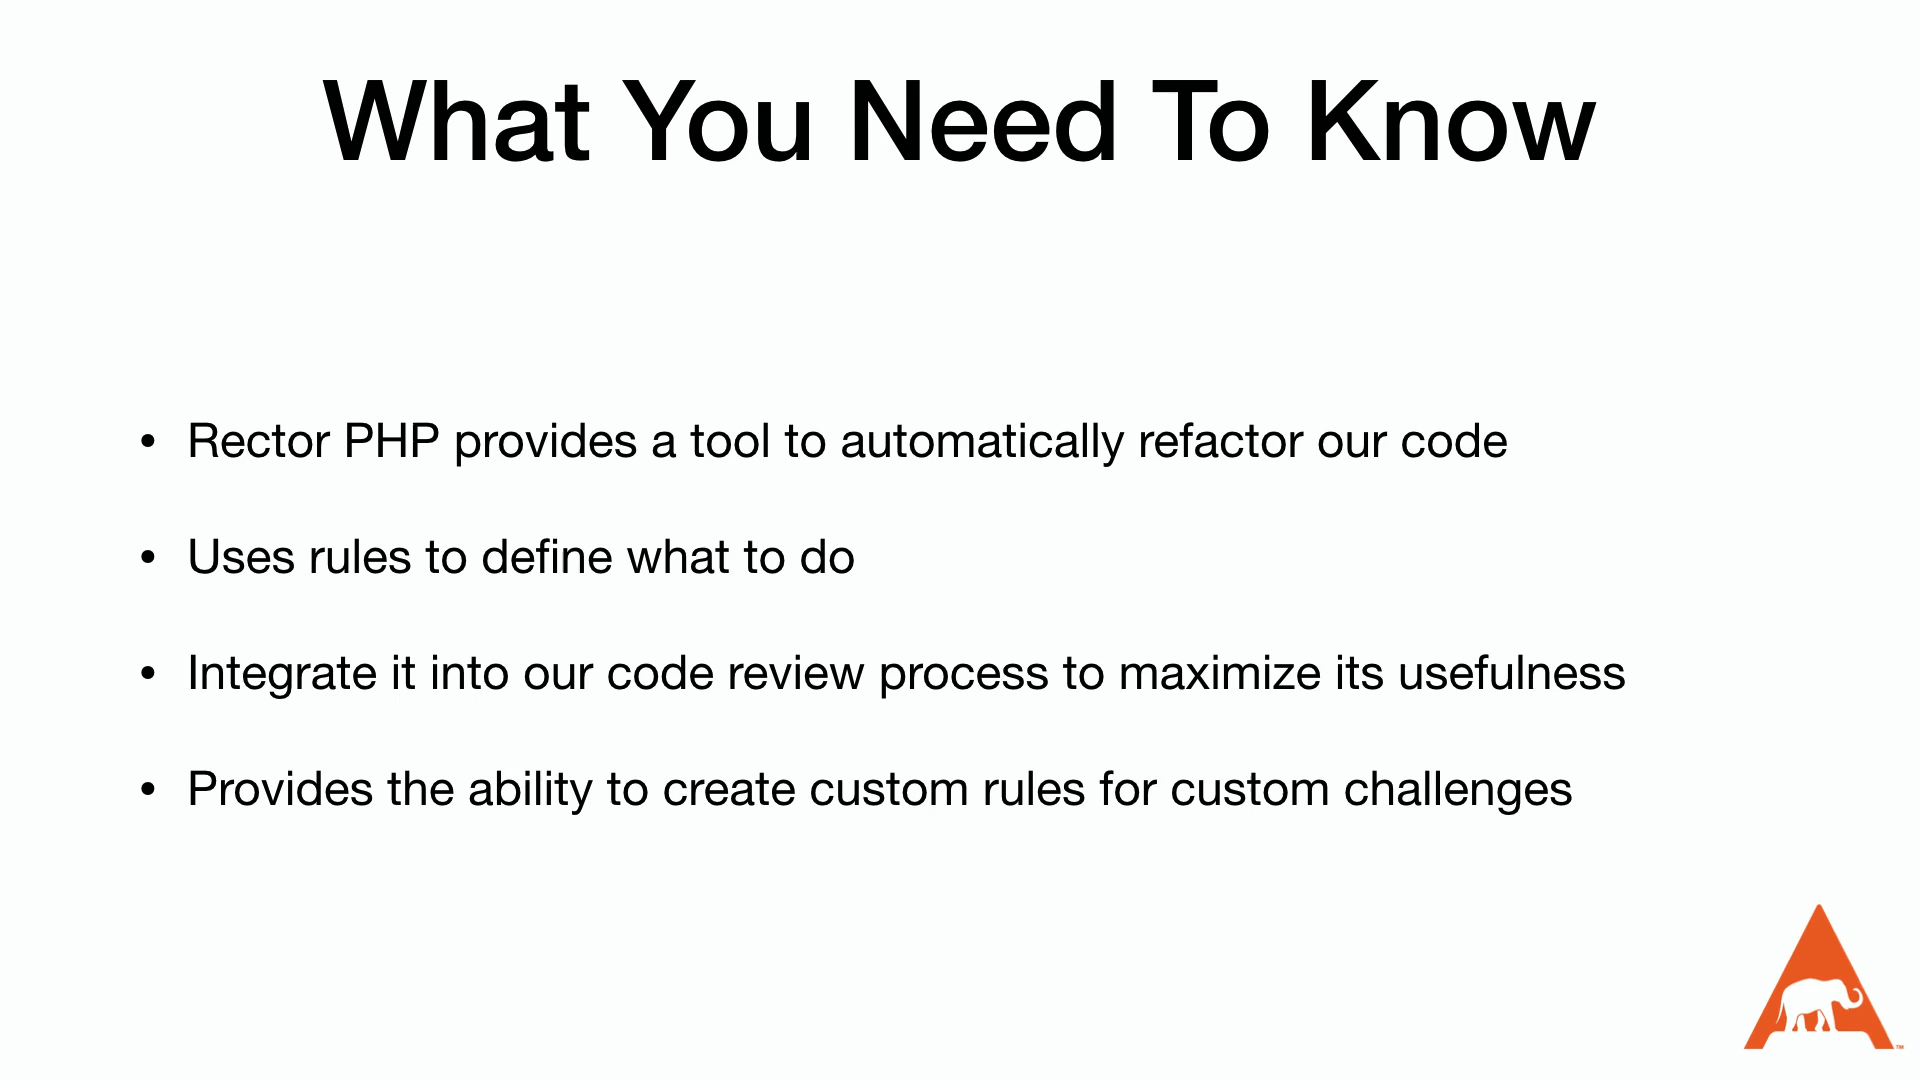 What You Need To Know
• Rector PHP provides a tool to automatically refactor our code
• Uses rules to define what to do
• Integrate it into our code review process to maximize its usefulness
• Provides the ability to create custom rules for custom challenges
A™